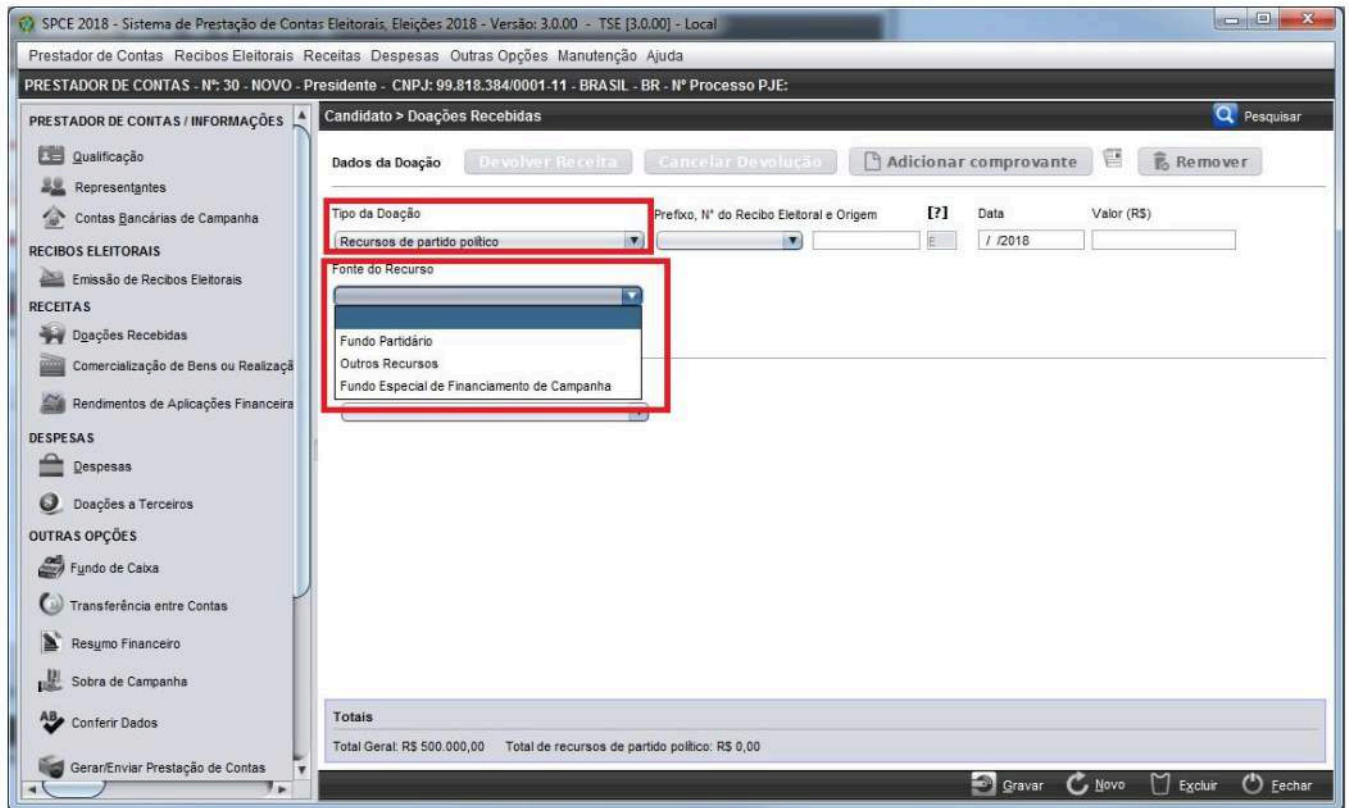 SPCE 2018 - Sistema de Prestação de Contas Eleitorais, Eleições 2018 - Versão: 3.0.00 - TSE [3.0.00] - Local
Prestador de Contas Recibos Eleitorais Receitas Despesas Outras Opções Manutenção Ajuda
PRESTADOR DE CONTAS - Nº: 30 - NOVO - Presidente - CNPJ: 99.818.384/0001-11 - BRASIL - BR - Nº Processo PJE:
PRESTADOR DE CONTAS / INFORMAÇÕES
Qualificação
Representantes
Contas Bancárias de Campanha
RECIBOS ELEITORAIS
Emissão de Recibos Eleitorais
RECEITAS
Doações Recebidas
Comercialização de Bens ou Realizaçã
Rendimentos de Aplicações Financeira
DESPESAS
Despesas
Doações a Terceiros
OUTRAS OPÇÕES
Fundo de Caixa
Transferência entre Contas
Resumo Financeiro
Sobra de Campanha
Conferir Dados
Gerar/Enviar Prestação de Contas
Candidato > Doações Recebidas
Pesquisar
Dados da Doação Devolver Receita Cancelar Devolução Adicionar comprovante Remover
Tipo da Doação Prefixo, N° do Recibo Eleitoral e Origem [?] Data Valor (R$)
Recursos de partido político E / /2018
Fonte do Recurso
Fundo Partidário
Outros Recursos
Fundo Especial de Financiamento de Campanha
Totais
Total Geral: R$ 500.000,00 Total de recursos de partido político: R$ 0,00
Gravar Novo Excluir Fechar